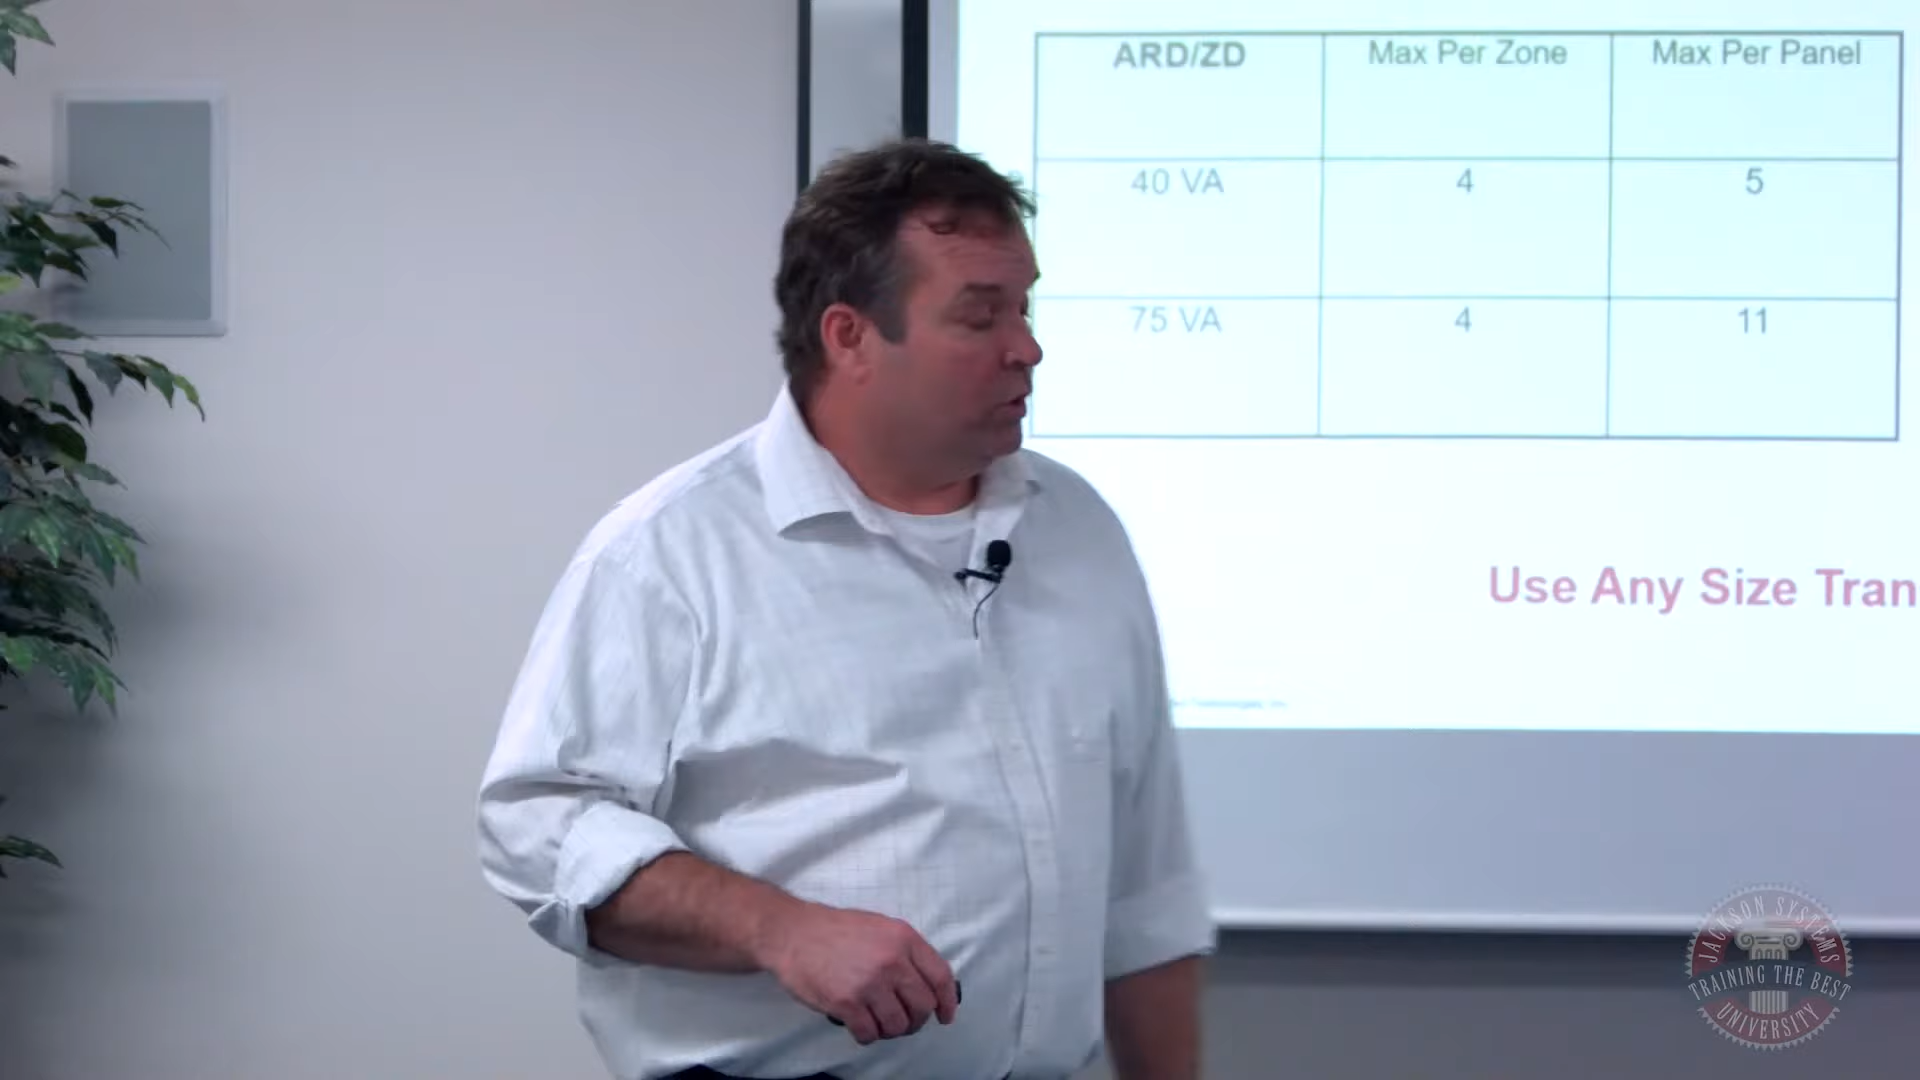 ARD/ZD Max Per Zone Max Per Panel
40 VA 4 5
75 VA 4 11
Use Any Size Tran
JACKSON SYSTEMS
TRAINING THE BEST
UNIVERSITY